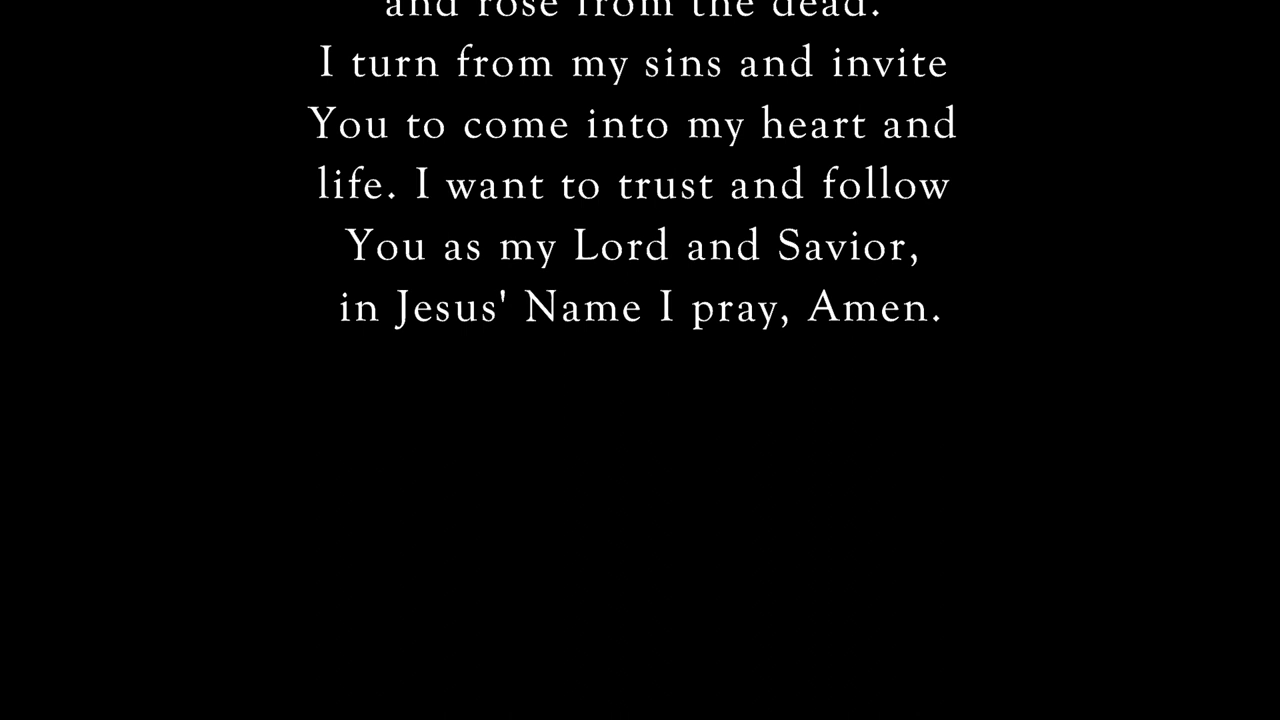 and rose from the dead.
I turn from my sins and invite
You to come into my heart and
life. I want to trust and follow
You as my Lord and Savior,
in Jesus' Name I pray, Amen.